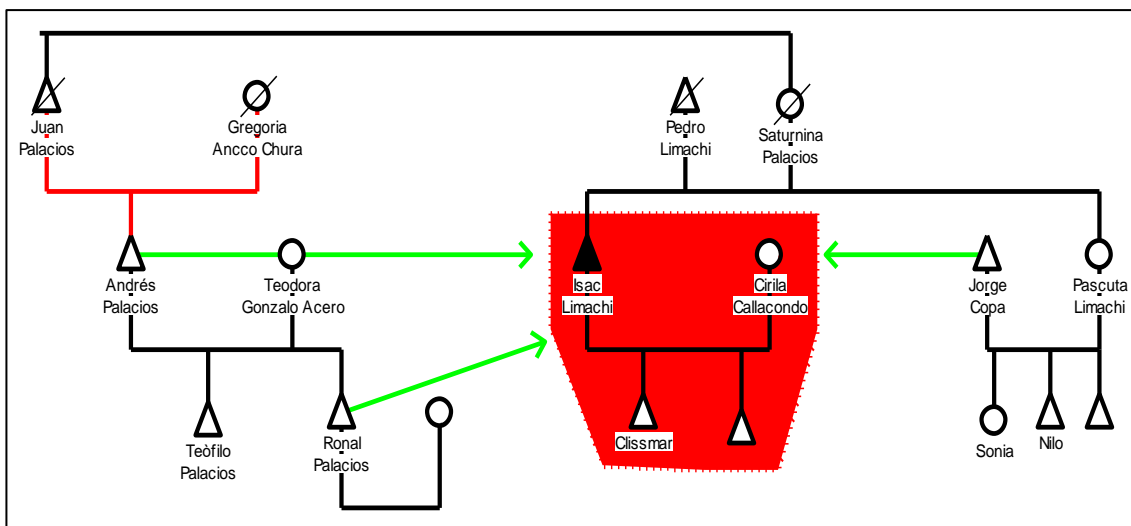 Juan
Palacios
Gregoria
Ancco Chura
Pedro
Limachi
Saturnina
Palacios
Andrés
Palacios
Teodora
Gonzalo Acero
Isac
Limachi
Cirila
Callacondo
Jorge
Copa
Pascuta
Limachi
Teòfilo
Palacios
Ronal
Palacios
Clissmar
Sonia
Nilo